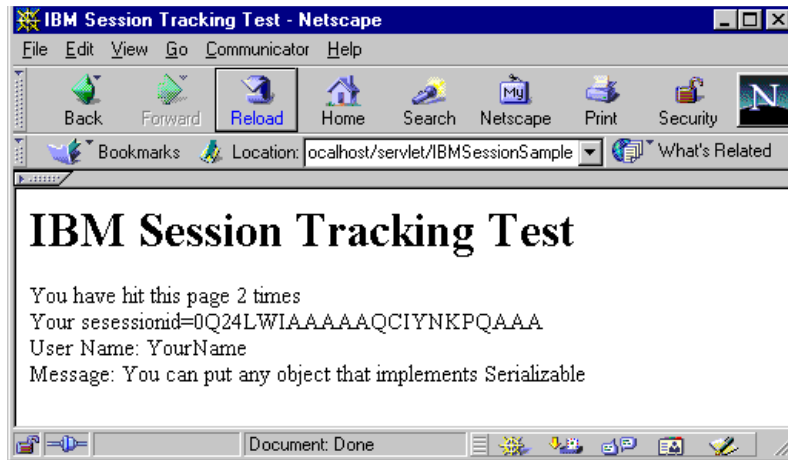 IBM Session Tracking Test - Netscape
File Edit View Go Communicator Help
Back Forward Reload Home Search Netscape Print Security
My
N
Bookmarks Location: ocalhost/servlet/IBMSessionSample What's Related
IBM Session Tracking Test
You have hit this page 2 times
Your sesessionid=0Q24LWIAAAAAQCIYNKPQAAA
User Name: YourName
Message: You can put any object that implements Serializable
Document: Done